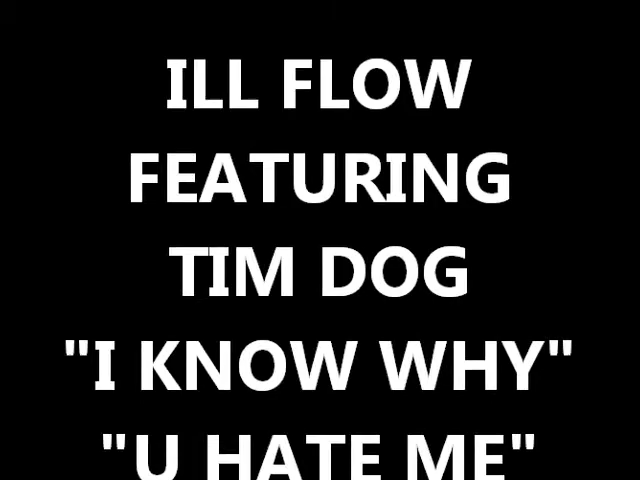 ILL FLOW
FEATURING
TIM DOG
"I KNOW WHY"
"U HATE ME"